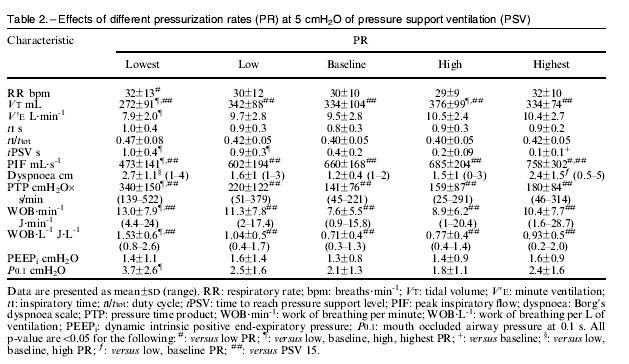 Table 2. – Effects of different pressurization rates (PR) at 5 cmH2O of pressure support ventilation (PSV)
Characteristic PR
Lowest Low Baseline High Highest
RR bpm 32±13# 30±12 30±10 29±9 32±10
VT mL 272±91¶,## 342±88## 334±104## 376±99¶,## 334±74##
V'E L·min-1 7.9±2.0¶ 9.7±2.8 9.5±2.8 10.5±2.4 10.4±2.7
tI s 1.0±0.4 0.9±0.3 0.8±0.3 0.9±0.3 0.9±0.2
tI/ttot 0.47±0.08 0.42±0.05 0.40±0.05 0.40±0.05 0.42±0.05
tPSV s 1.0±0.4¶ 0.9±0.3¶ 0.4±0.2 0.2±0.09 0.1±0.1+
PIF mL·s-1 473±141¶,## 602±194## 660±168## 685±204## 758±302#,##
Dyspnoea cm 2.7±1.1§ (1–4) 1.6±1 (1–3) 1.2±0.4 (1–2) 1.5±1 (0–3) 2.4±1.5ƒ (0.5–5)
PTP cmH2O× 340±150¶,## 220±122## 141±76## 159±87## 180±84##
s/min (139–522) (51–379) (45–221) (25–291) (46–314)
WOB·min-1 13.0±7.9¶,## 11.3±7.8## 7.6±5.5## 8.9±6.2## 10.4±7.7##
J·min-1 (4.4–24) (2–17.4) (0.9–15.8) (1–20.4) (1.6–28.7)
WOB·L-1 J·L-1 1.53±0.6¶,## 1.04±0.5## 0.71±0.4## 0.77±0.4## 0.93±0.5##
(0.8–2.6) (0.4–1.7) (0.3–1.3) (0.4–1.4) (0.2–2.0)
PEEPi cmH2O 1.4±1.1 1.6±1.4 1.3±0.8 1.4±0.9 1.6±0.9
P0.1 cmH2O 3.7±2.6¶ 2.5±1.6 2.1±1.3 1.8±1.1 2.4±1.6
Data are presented as mean±SD (range). RR: respiratory rate; bpm: breaths·min-1; VT: tidal volume; V'E: minute ventilation;
tI: inspiratory time; tI/ttot: duty cycle; tPSV: time to reach pressure support level; PIF: peak inspiratory flow; dyspnoea: Borg's
dyspnoea scale; PTP: pressure time product; WOB·min-1: work of breathing per minute; WOB·L-1: work of breathing per L of
ventilation; PEEPi: dynamic intrinsic positive end-expiratory pressure; P0.1: mouth occluded airway pressure at 0.1 s. All
p-value are <0.05 for the following: #: versus low PR; ¶: versus low, baseline, high, highest PR; +: versus baseline; §: versus low,
baseline, high PR; ƒ: versus low, baseline PR; ##: versus PSV 15.